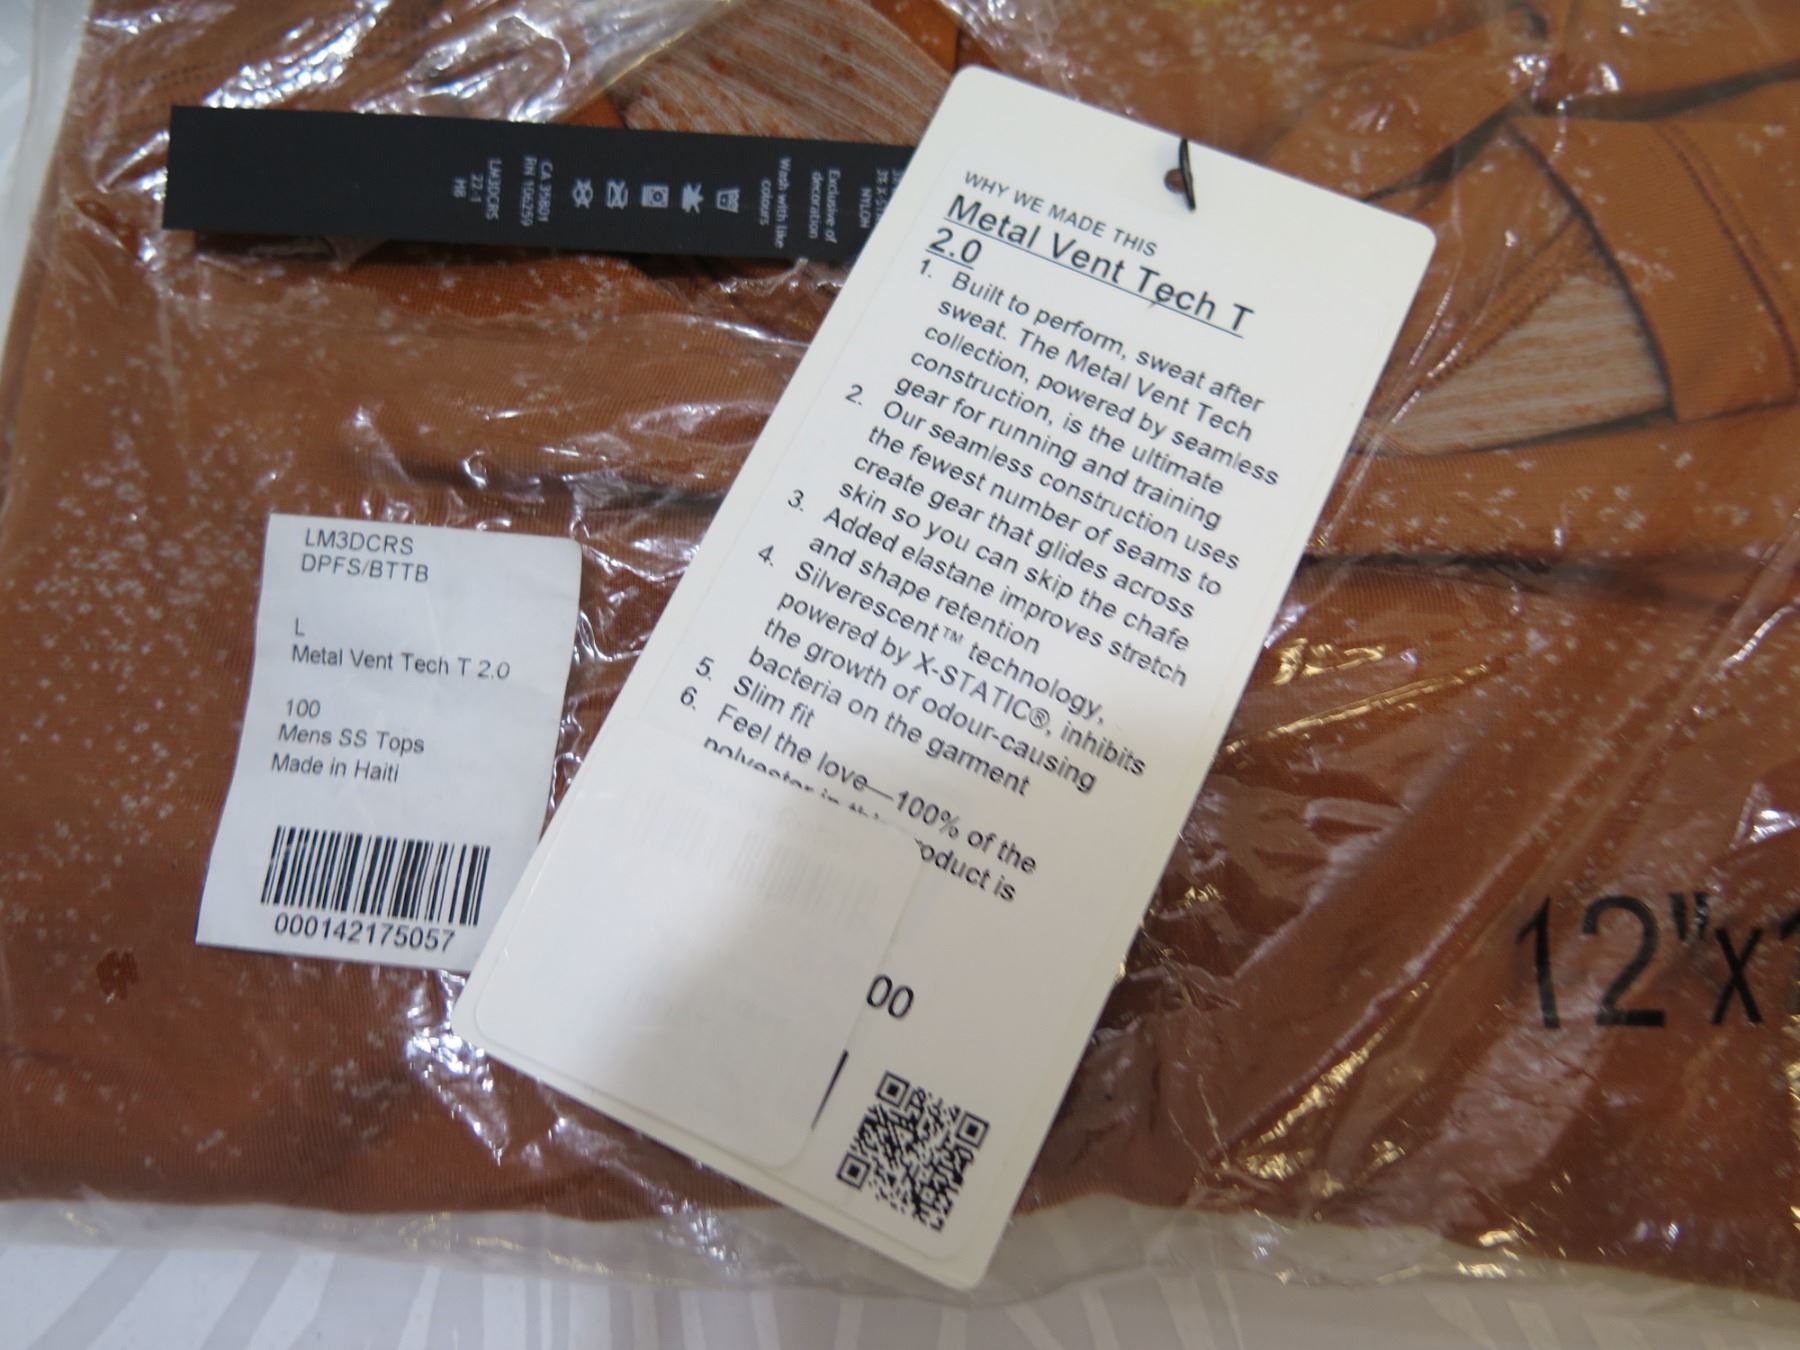 NYLON
Exclusive of
decoration
Wash with like
colours
CA 35801
RN 106259
LM3DCRS
22.1
WHY WE MADE THIS
Metal Vent Tech T
2.0
1. Built to perform, sweat after
sweat. The Metal Vent Tech
collection, powered by seamless
construction, is the ultimate
gear for running and training
2. Our seamless construction uses
the fewest number of seams to
create gear that glides across
skin so you can skip the chafe
3. Added elastane improves stretch
and shape retention
4. Silverescent™ technology,
powered by X-STATIC®, inhibits
the growth of odour-causing
bacteria on the garment
5. Slim fit
6. Feel the love—100% of the
polyester in this product is
00
LM3DCRS
DPFS/BTTB
L
Metal Vent Tech T 2.0
100
Mens SS Tops
Made in Haiti
000142175057
12"x